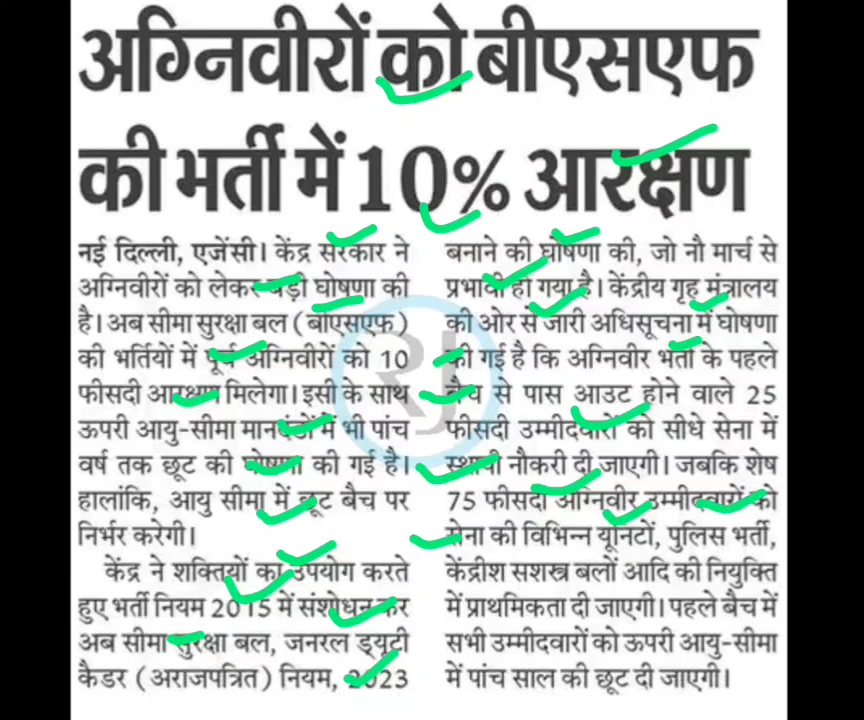 अग्निवीरों को बीएसएफ
की भर्ती में 10% आरक्षण
नई दिल्ली, एजेंसी। केंद्र सरकार ने
अग्निवीरों को लेकर बड़ी घोषणा की
है। अब सीमा सुरक्षा बल (बीएसएफ)
की भर्तियों में पूर्व अग्निवीरों को 10
फीसदी आरक्षण मिलेगा। इसी के साथ
ऊपरी आयु-सीमा मानदंडों में भी पांच
वर्ष तक छूट की घोषणा की गई है।
हालांकि, आयु सीमा में छूट बैच पर
निर्भर करेगी।
केंद्र ने शक्तियों का उपयोग करते
हुए भर्ती नियम 2015 में संशोधन कर
अब सीमा सुरक्षा बल, जनरल ड्यूटी
कैडर (अराजपत्रित) नियम, 2023
बनाने की घोषणा की, जो नौ मार्च से
प्रभावी हो गया है। केंद्रीय गृह मंत्रालय
की ओर से जारी अधिसूचना में घोषणा
की गई है कि अग्निवीर भर्ती के पहले
बैच से पास आउट होने वाले 25
फीसदी उम्मीदवारों को सीधे सेना में
स्थायी नौकरी दी जाएगी। जबकि शेष
75 फीसदी अग्निवीर उम्मीदवारों को
सेना की विभिन्न यूनिटों, पुलिस भर्ती,
केंद्रीश सशस्त्र बलों आदि की नियुक्ति
में प्राथमिकता दी जाएगी। पहले बैच में
सभी उम्मीदवारों को ऊपरी आयु-सीमा
में पांच साल की छूट दी जाएगी।